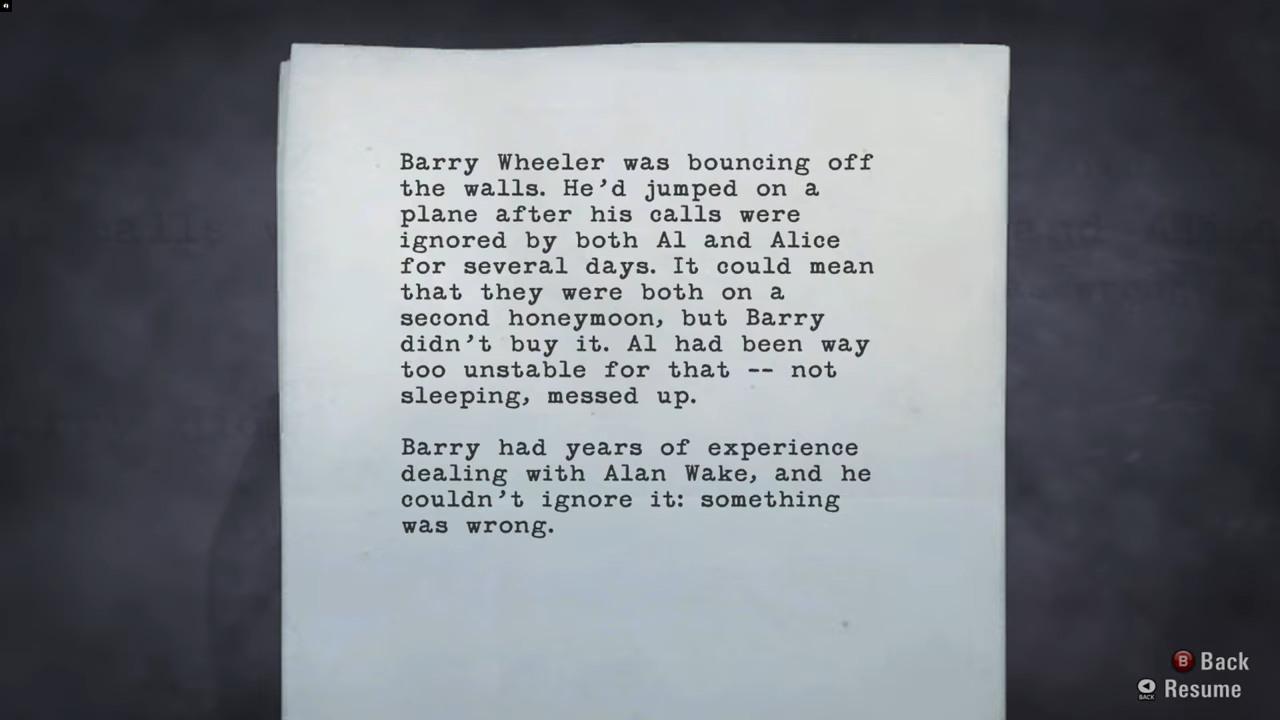 Barry Wheeler was bouncing off
the walls. He'd jumped on a
plane after his calls were
ignored by both Al and Alice
for several days. It could mean
that they were both on a
second honeymoon, but Barry
didn't buy it. Al had been way
too unstable for that -- not
sleeping, messed up.
Barry had years of experience
dealing with Alan Wake, and he
couldn't ignore it: something
was wrong.
B Back
BACK Resume